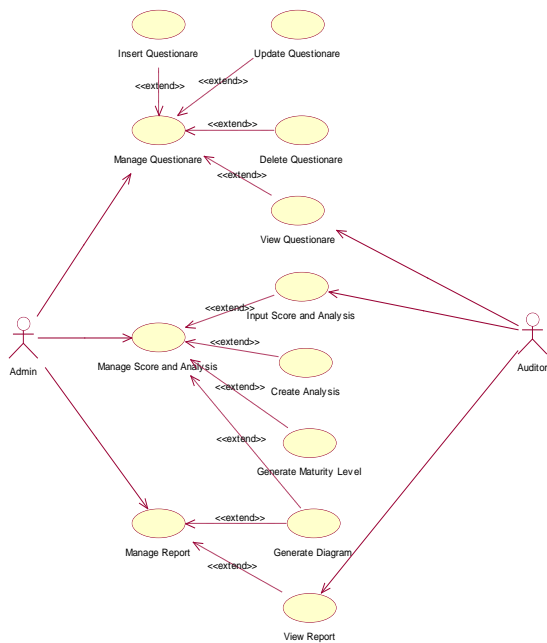 Insert Questionare
Update Questionare
<<extend>>
<<extend>>
<<extend>>
Manage Questionare
Delete Questionare
<<extend>>
View Questionare
<<extend>>
Input Score and Analysis
<<extend>>
Admin
Manage Score and Analysis
Auditor
Create Analysis
<<extend>>
<<extend>>
Generate Maturity Level
<<extend>>
Manage Report
Generate Diagram
<<extend>>
View Report